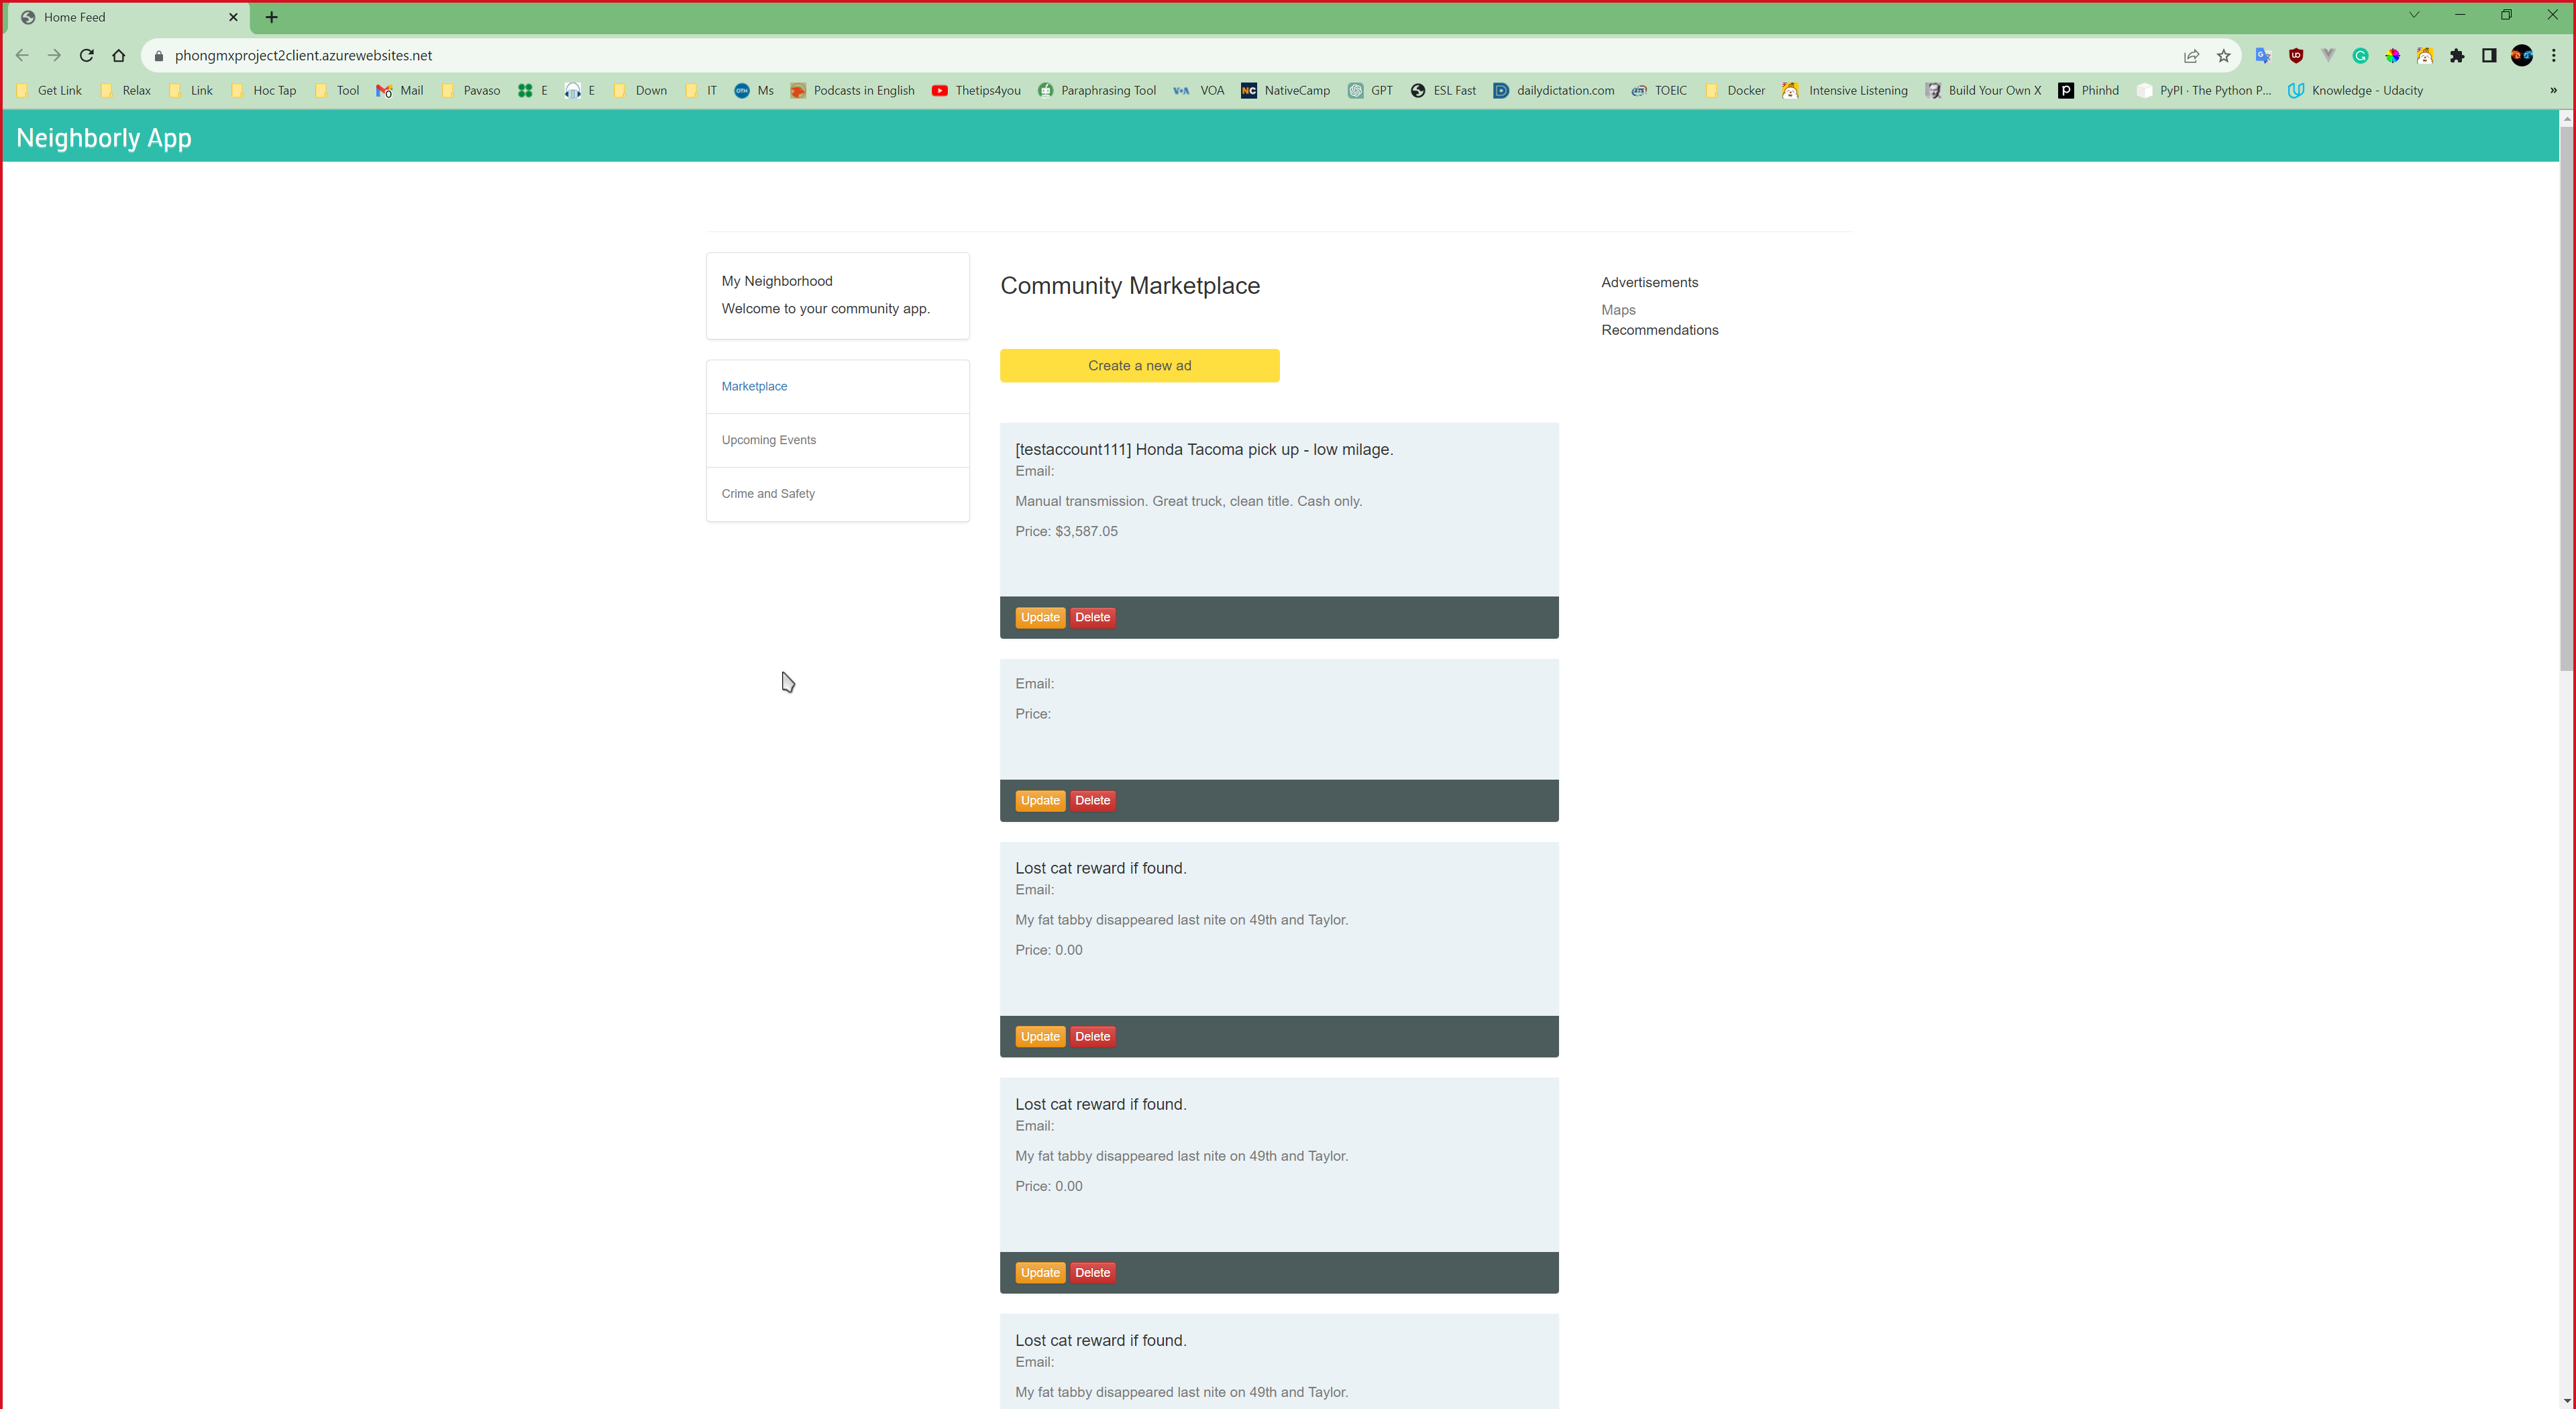 Home Feed
phongmxproject2client.azurewebsites.net
Get Link Relax Link Hoc Tap Tool Mail Pavaso E E Down IT Ms Podcasts in English Thetips4you Paraphrasing Tool VOA NativeCamp GPT ESL Fast dailydictation.com TOEIC Docker Intensive Listening Build Your Own X Phinhd PyPI · The Python P... Knowledge - Udacity »
Neighborly App
My Neighborhood
Welcome to your community app.
Marketplace
Upcoming Events
Crime and Safety
Community Marketplace
Create a new ad
[testaccount111] Honda Tacoma pick up - low milage.
Email:
Manual transmission. Great truck, clean title. Cash only.
Price: $3,587.05
Update Delete
Email:
Price:
Update Delete
Lost cat reward if found.
Email:
My fat tabby disappeared last nite on 49th and Taylor.
Price: 0.00
Update Delete
Lost cat reward if found.
Email:
My fat tabby disappeared last nite on 49th and Taylor.
Price: 0.00
Update Delete
Lost cat reward if found.
Email:
My fat tabby disappeared last nite on 49th and Taylor.
Advertisements
Maps
Recommendations